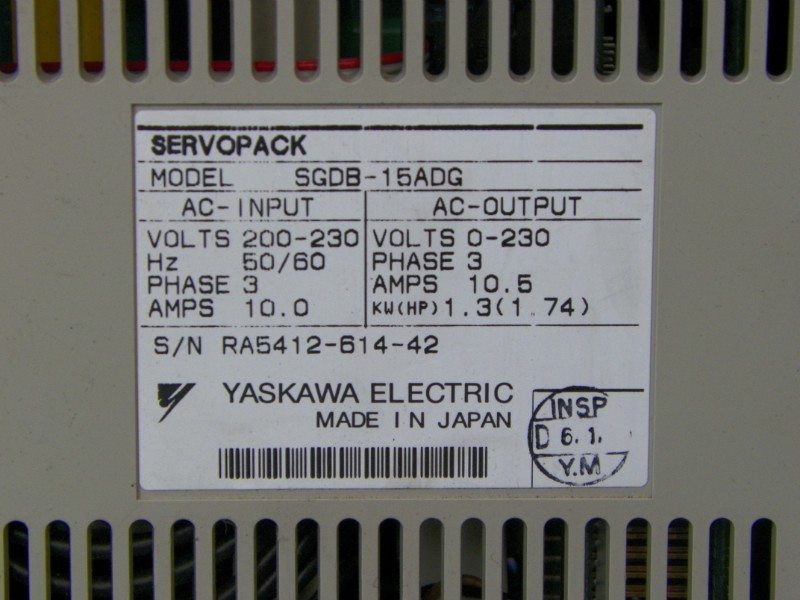 SERVOPACK
MODEL SGDB-15ADG
AC-INPUT AC-OUTPUT
VOLTS 200-230 VOLTS 0-230
Hz 50/60 PHASE 3
PHASE 3 AMPS 10.5
AMPS 10.0 KW(HP) 1.3(1.74)
S/N RA5412-614-42
YASKAWA ELECTRIC
MADE IN JAPAN
INSP
D 6.1.
Y.M